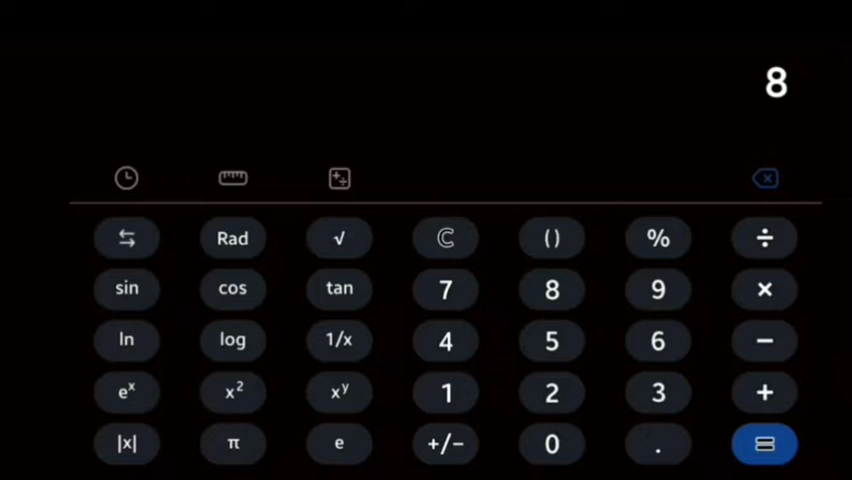 8
Rad √ C ( ) % ÷
sin cos tan 7 8 9 ×
ln log 1/x 4 5 6 −
eˣ x² xʸ 1 2 3 +
|x| π e +/− 0 . =